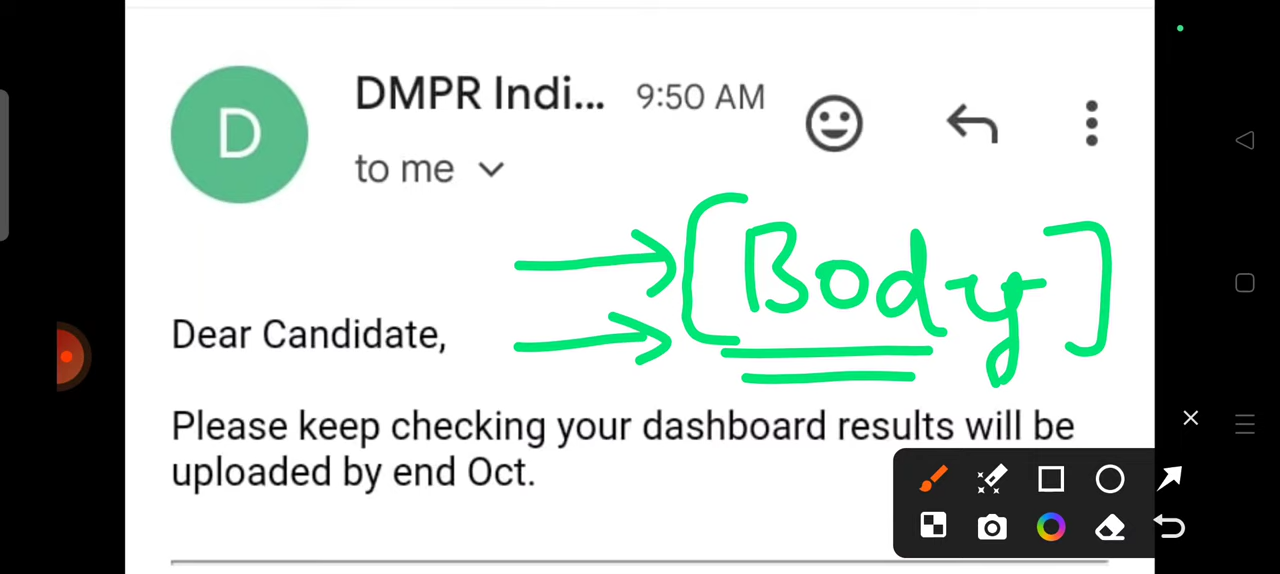 DMPR Indi... 9:50 AM
D
to me
[Body]
Dear Candidate,
Please keep checking your dashboard results will be
uploaded by end Oct.